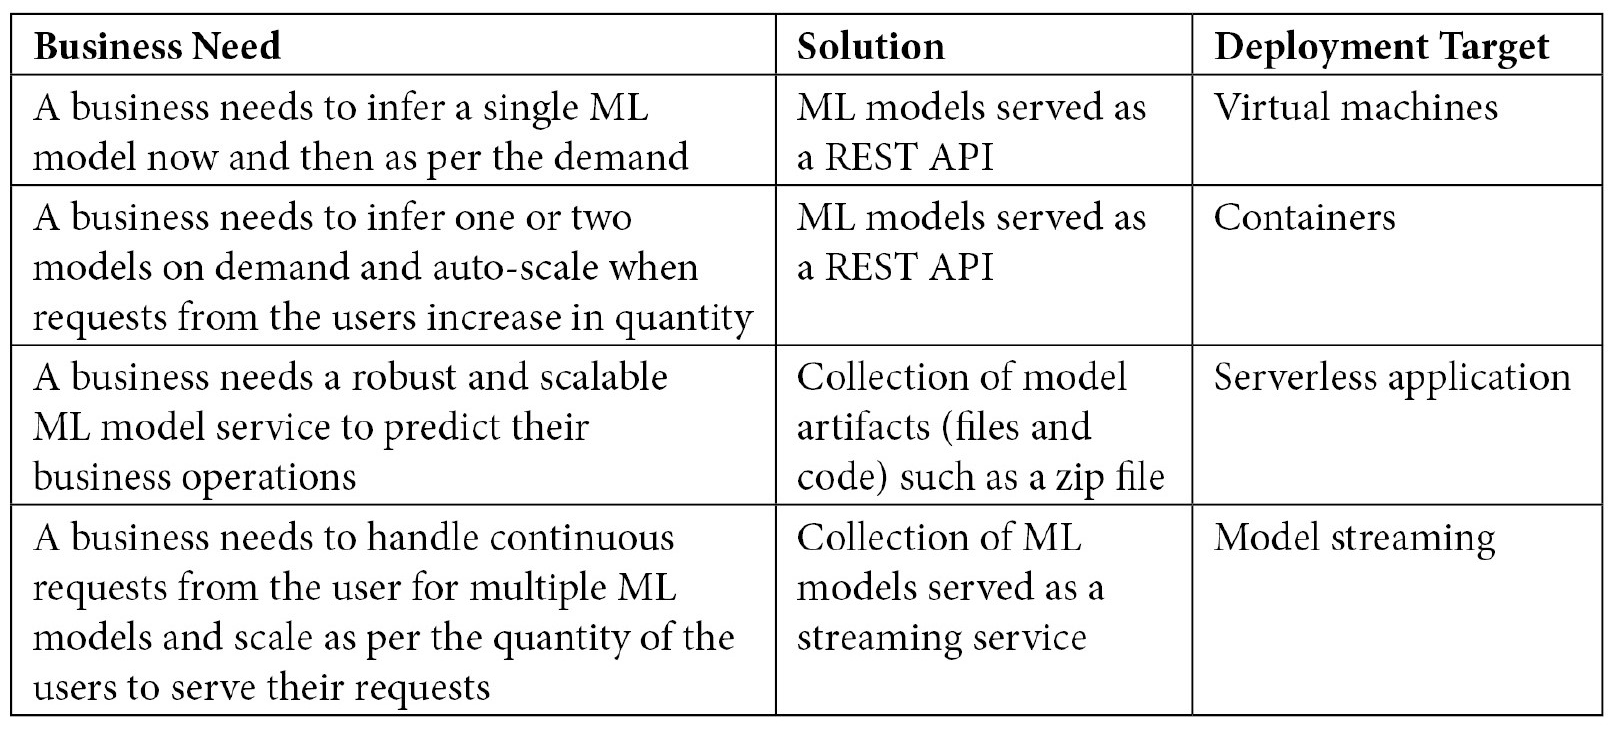 Business Need
Solution
Deployment Target
A business needs to infer a single ML
model now and then as per the demand
ML models served as
a REST API
Virtual machines
A business needs to infer one or two
models on demand and auto-scale when
requests from the users increase in quantity
ML models served as
a REST API
Containers
A business needs a robust and scalable
ML model service to predict their
business operations
Collection of model
artifacts (files and
code) such as a zip file
Serverless application
A business needs to handle continuous
requests from the user for multiple ML
models and scale as per the quantity of the
users to serve their requests
Collection of ML
models served as a
streaming service
Model streaming